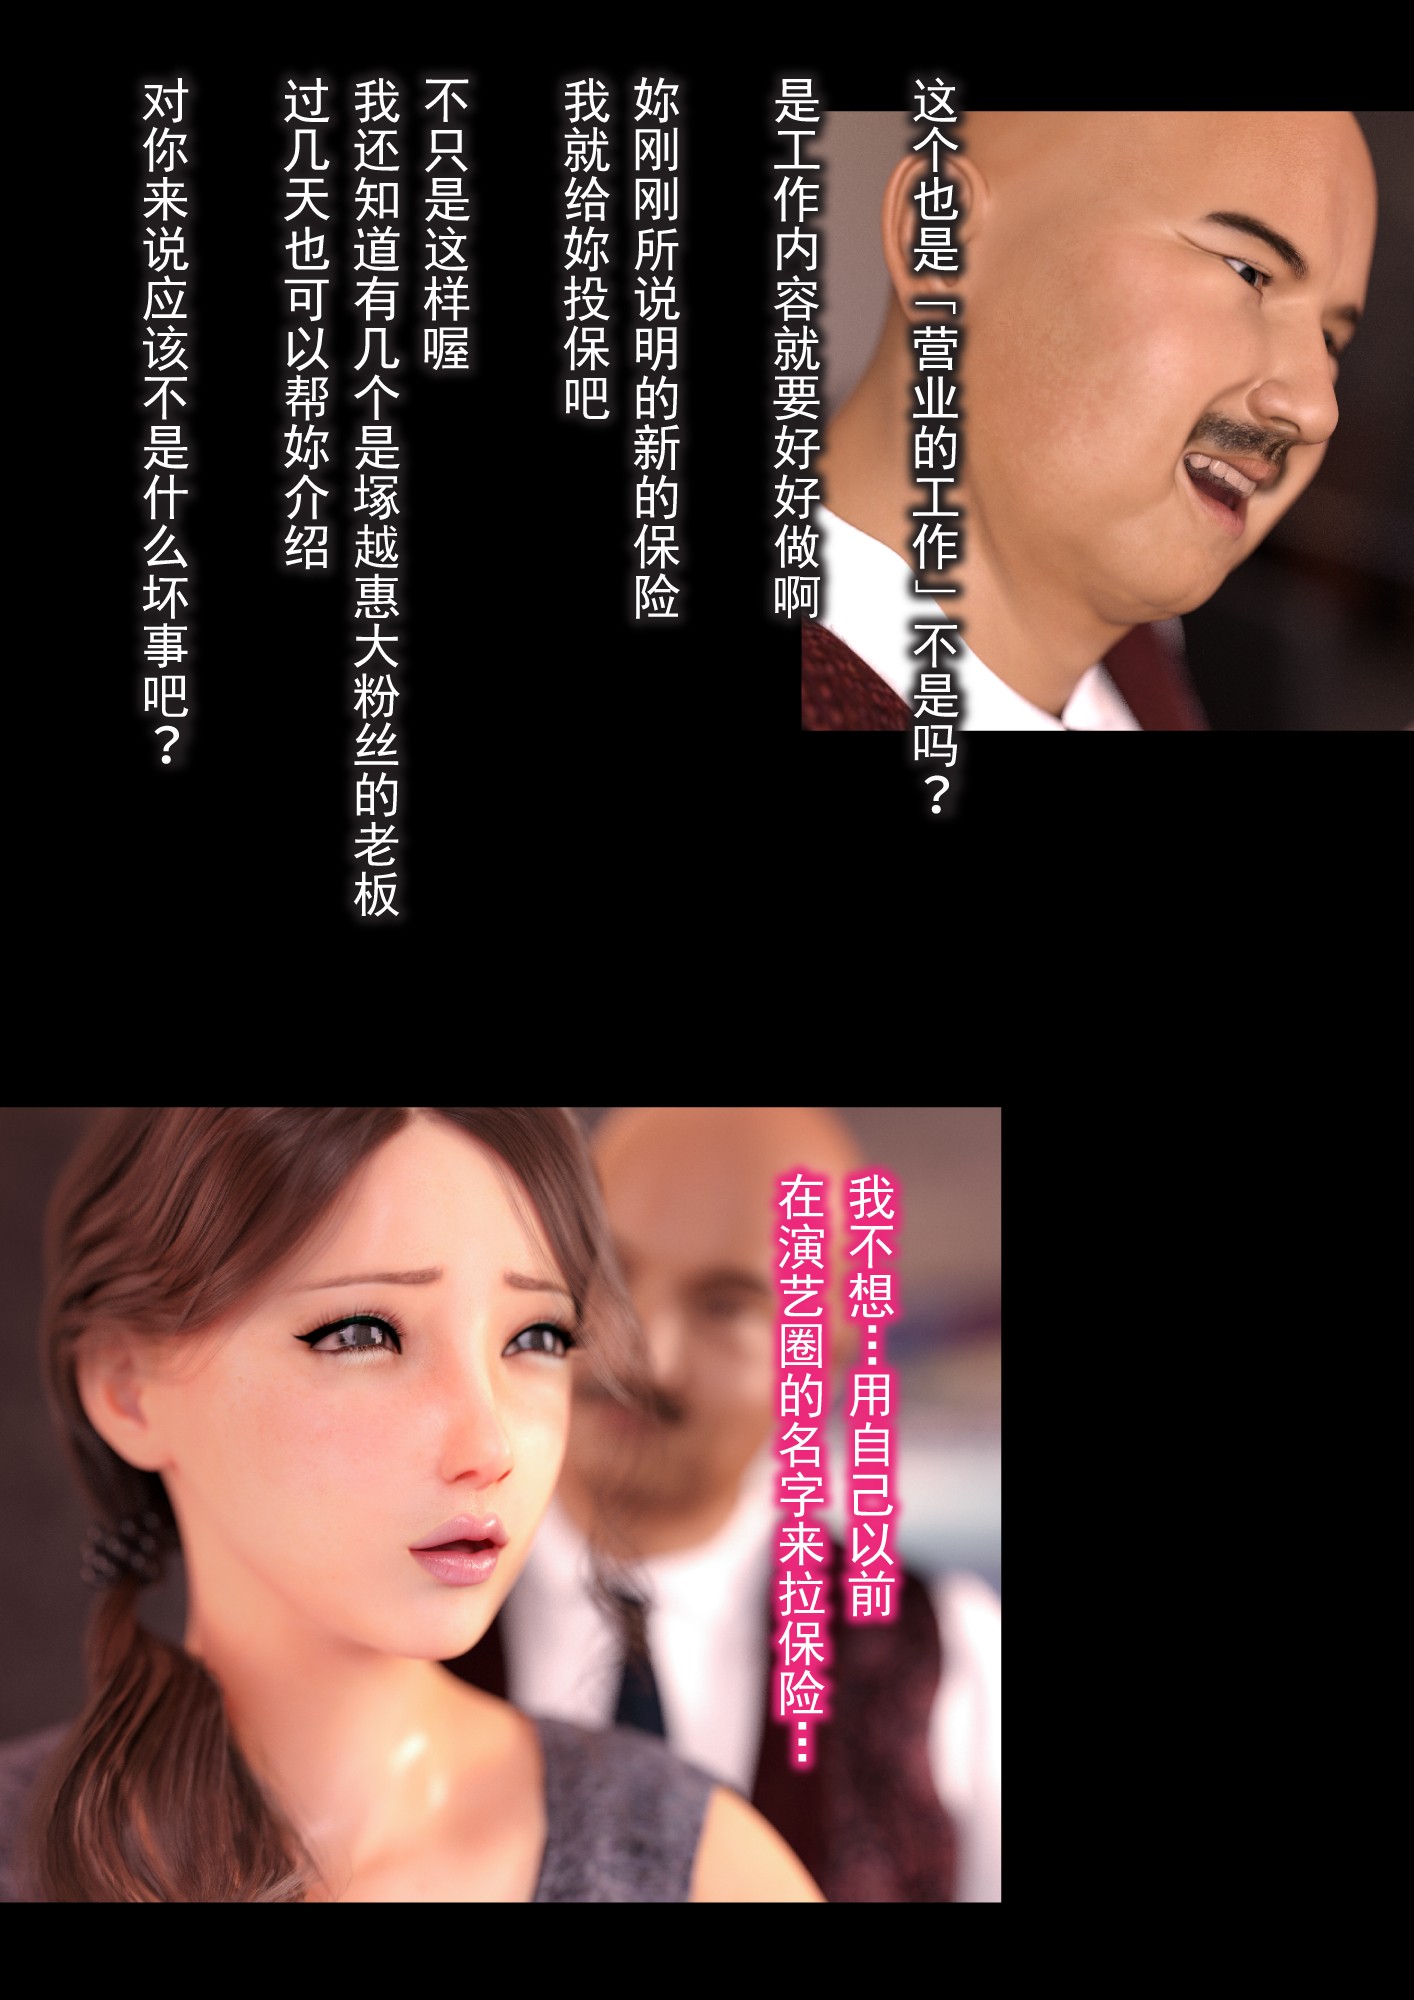 这个也是「营业的工作」不是吗？
是工作内容就要好好做啊
妳刚刚所说明的新的保险
我就给妳投保吧
不只是这样喔
我还知道有几个是塚越惠大粉丝的老板
过几天也可以帮妳介绍
对你来说应该不是什么坏事吧？
我不想…用自己以前
在演艺圈的名字来拉保险…